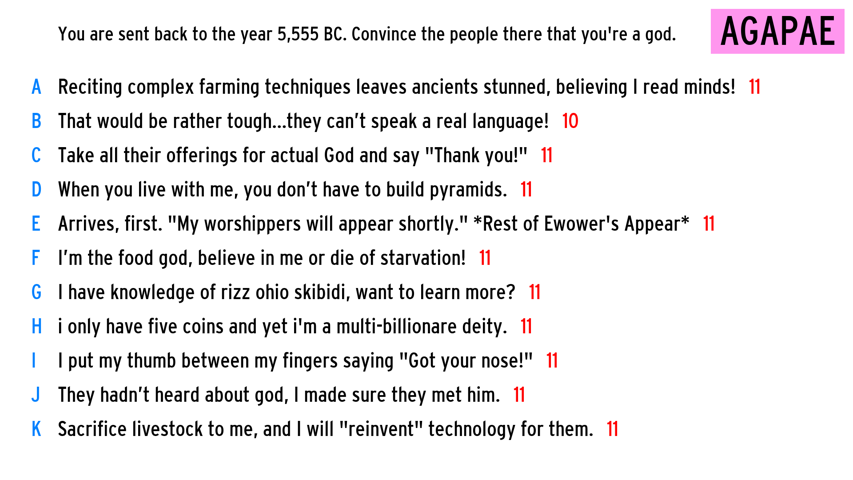 You are sent back to the year 5,555 BC. Convince the people there that you're a god.
AGAPAE
A Reciting complex farming techniques leaves ancients stunned, believing I read minds! 11
B That would be rather tough...they can’t speak a real language! 10
C Take all their offerings for actual God and say "Thank you!" 11
D When you live with me, you don’t have to build pyramids. 11
E Arrives, first. "My worshippers will appear shortly." *Rest of Ewower's Appear* 11
F I’m the food god, believe in me or die of starvation! 11
G I have knowledge of rizz ohio skibidi, want to learn more? 11
H i only have five coins and yet i'm a multi-billionare deity. 11
I I put my thumb between my fingers saying "Got your nose!" 11
J They hadn’t heard about god, I made sure they met him. 11
K Sacrifice livestock to me, and I will "reinvent" technology for them. 11